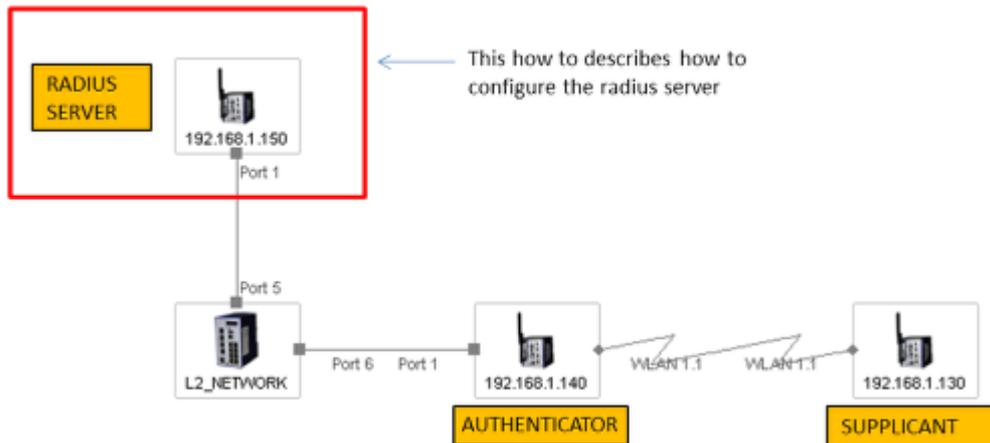 RADIUS
SERVER
192.168.1.150
This how to describes how to
configure the radius server
Port 1
Port 5
L2_NETWORK
Port 6
Port 1
192.168.1.140
WLAN 1.1
WLAN 1.1
192.168.1.130
AUTHENTICATOR
SUPPLICANT